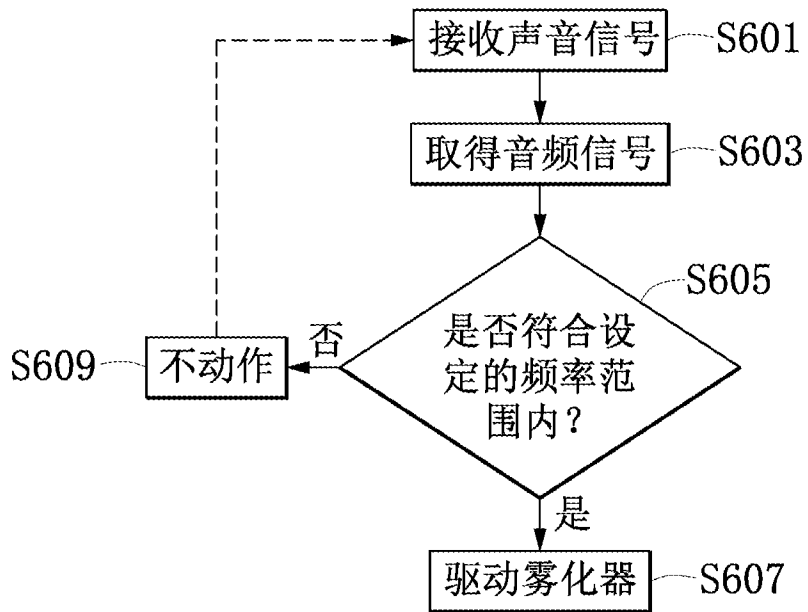 接收声音信号
S601
取得音频信号
S603
S605
是否符合设
定的频率范
围内？
否
不动作
S609
是
驱动雾化器
S607